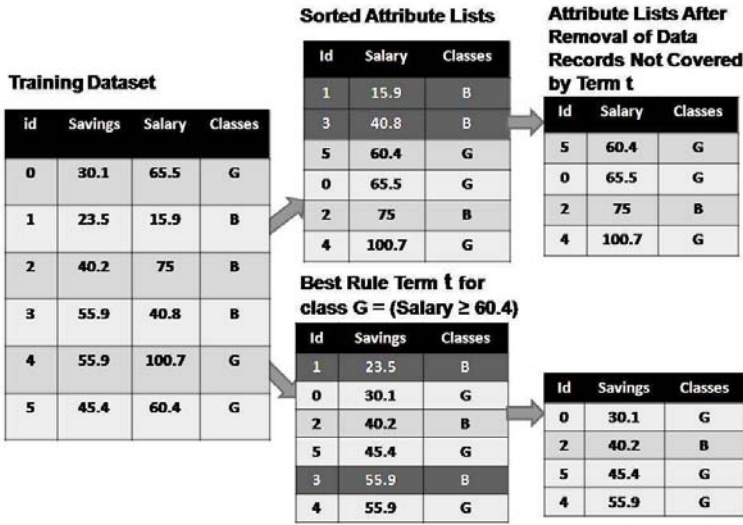 Training Dataset
id Savings Salary Classes
0 30.1 65.5 G
1 23.5 15.9 B
2 40.2 75 B
3 55.9 40.8 B
4 55.9 100.7 G
5 45.4 60.4 G
Sorted Attribute Lists
Id Salary Classes
1 15.9 B
3 40.8 B
5 60.4 G
0 65.5 G
2 75 B
4 100.7 G
Best Rule Term t for
class G = (Salary ≥ 60.4)
Id Savings Classes
1 23.5 B
0 30.1 G
2 40.2 B
5 45.4 G
3 55.9 B
4 55.9 G
Attribute Lists After
Removal of Data
Records Not Covered
by Term t
Id Salary Classes
5 60.4 G
0 65.5 G
2 75 B
4 100.7 G
Id Savings Classes
0 30.1 G
2 40.2 B
5 45.4 G
4 55.9 G